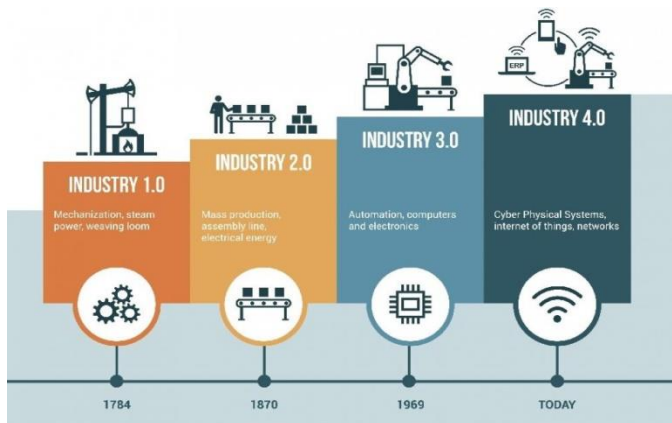 ERP
INDUSTRY 1.0
Mechanization, steam
power, weaving loom
INDUSTRY 2.0
Mass production,
assembly line,
electrical energy
INDUSTRY 3.0
Automation, computers
and electronics
INDUSTRY 4.0
Cyber Physical Systems,
internet of things, networks
1784
1870
1969
TODAY